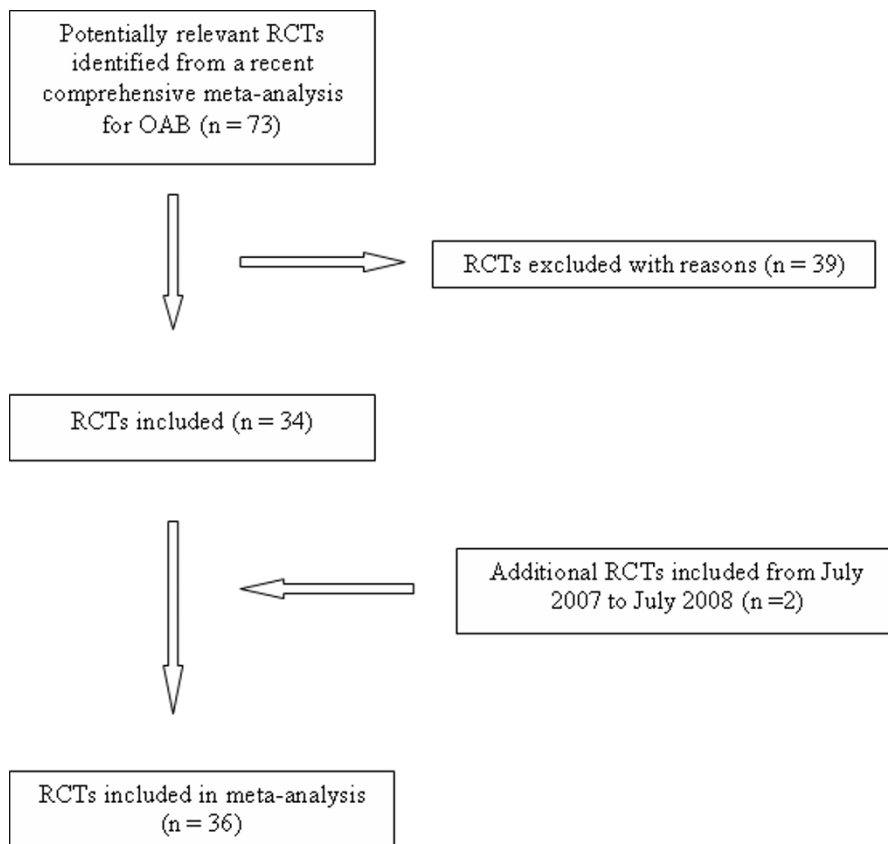 Potentially relevant RCTs
identified from a recent
comprehensive meta-analysis
for OAB (n = 73)
RCTs excluded with reasons (n = 39)
RCTs included (n = 34)
Additional RCTs included from July
2007 to July 2008 (n =2)
RCTs included in meta-analysis
(n = 36)